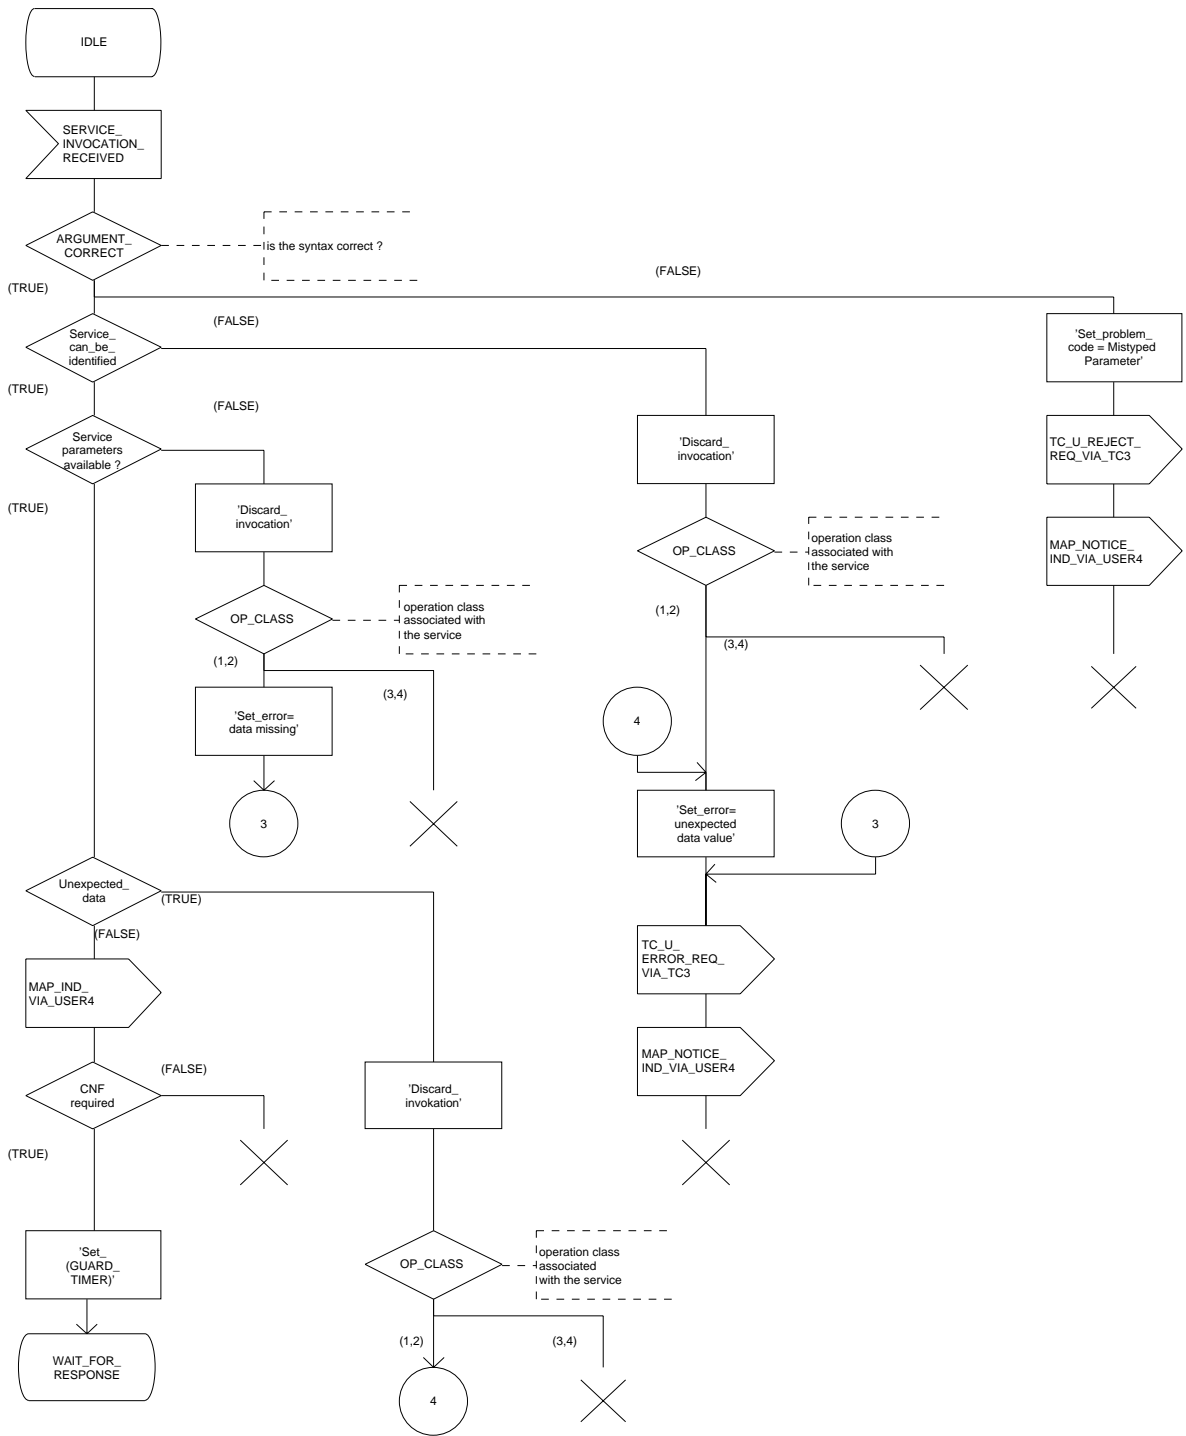 IDLE
SERVICE_
INVOCATION_
RECEIVED
ARGUMENT_
CORRECT
is the syntax correct ?
(FALSE)
(TRUE)
(FALSE)
Service_
can_be_
identified
'Set_problem_
code = Mistyped
Parameter'
(TRUE)
(FALSE)
Service
parameters
available ?
'Discard_
invocation'
TC_U_REJECT_
REQ_VIA_TC3
(TRUE)
'Discard_
invocation'
OP_CLASS
operation class
associated with
the service
MAP_NOTICE_
IND_VIA_USER4
OP_CLASS
operation class
associated with
the service
(1,2)
(3,4)
(1,2)
(3,4)
'Set_error=
data missing'
4
3
'Set_error=
unexpected
data value'
3
Unexpected_
data
(TRUE)
(FALSE)
TC_U_
ERROR_REQ_
VIA_TC3
MAP_IND_
VIA_USER4
MAP_NOTICE_
IND_VIA_USER4
(FALSE)
CNF
required
'Discard_
invokation'
(TRUE)
'Set_
(GUARD_
TIMER)'
OP_CLASS
operation class
associated
with the service
(1,2)
(3,4)
WAIT_FOR_
RESPONSE
4